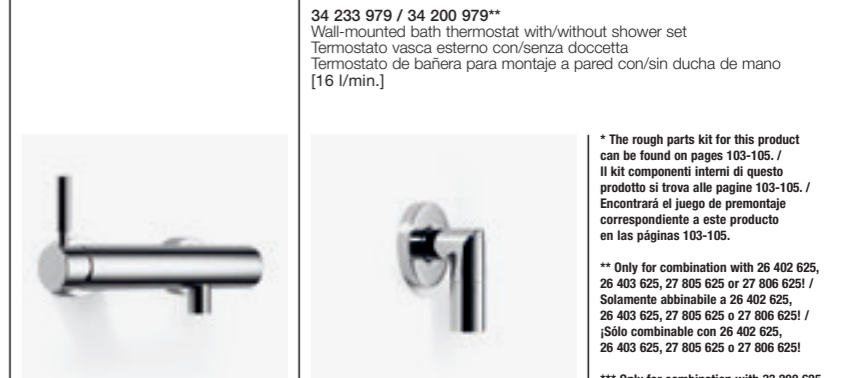 34 233 979 / 34 200 979**
Wall-mounted bath thermostat with/without shower set
Termostato vasca esterno con/senza doccetta
Termostato de bañera para montaje a pared con/sin ducha de mano
[16 l/min.]
* The rough parts kit for this product
can be found on pages 103-105. /
Il kit componenti interni di questo
prodotto si trova alle pagine 103-105. /
Encontrará el juego de premontaje
correspondiente a este producto
en las páginas 103-105.
** Only for combination with 26 402 625,
26 403 625, 27 805 625 or 27 806 625! /
Solamente abbinabile a 26 402 625,
26 403 625, 27 805 625 o 27 806 625! /
¡Sólo combinable con 26 402 625,
26 403 625, 27 805 625 o 27 806 625!
*** Only for combination with